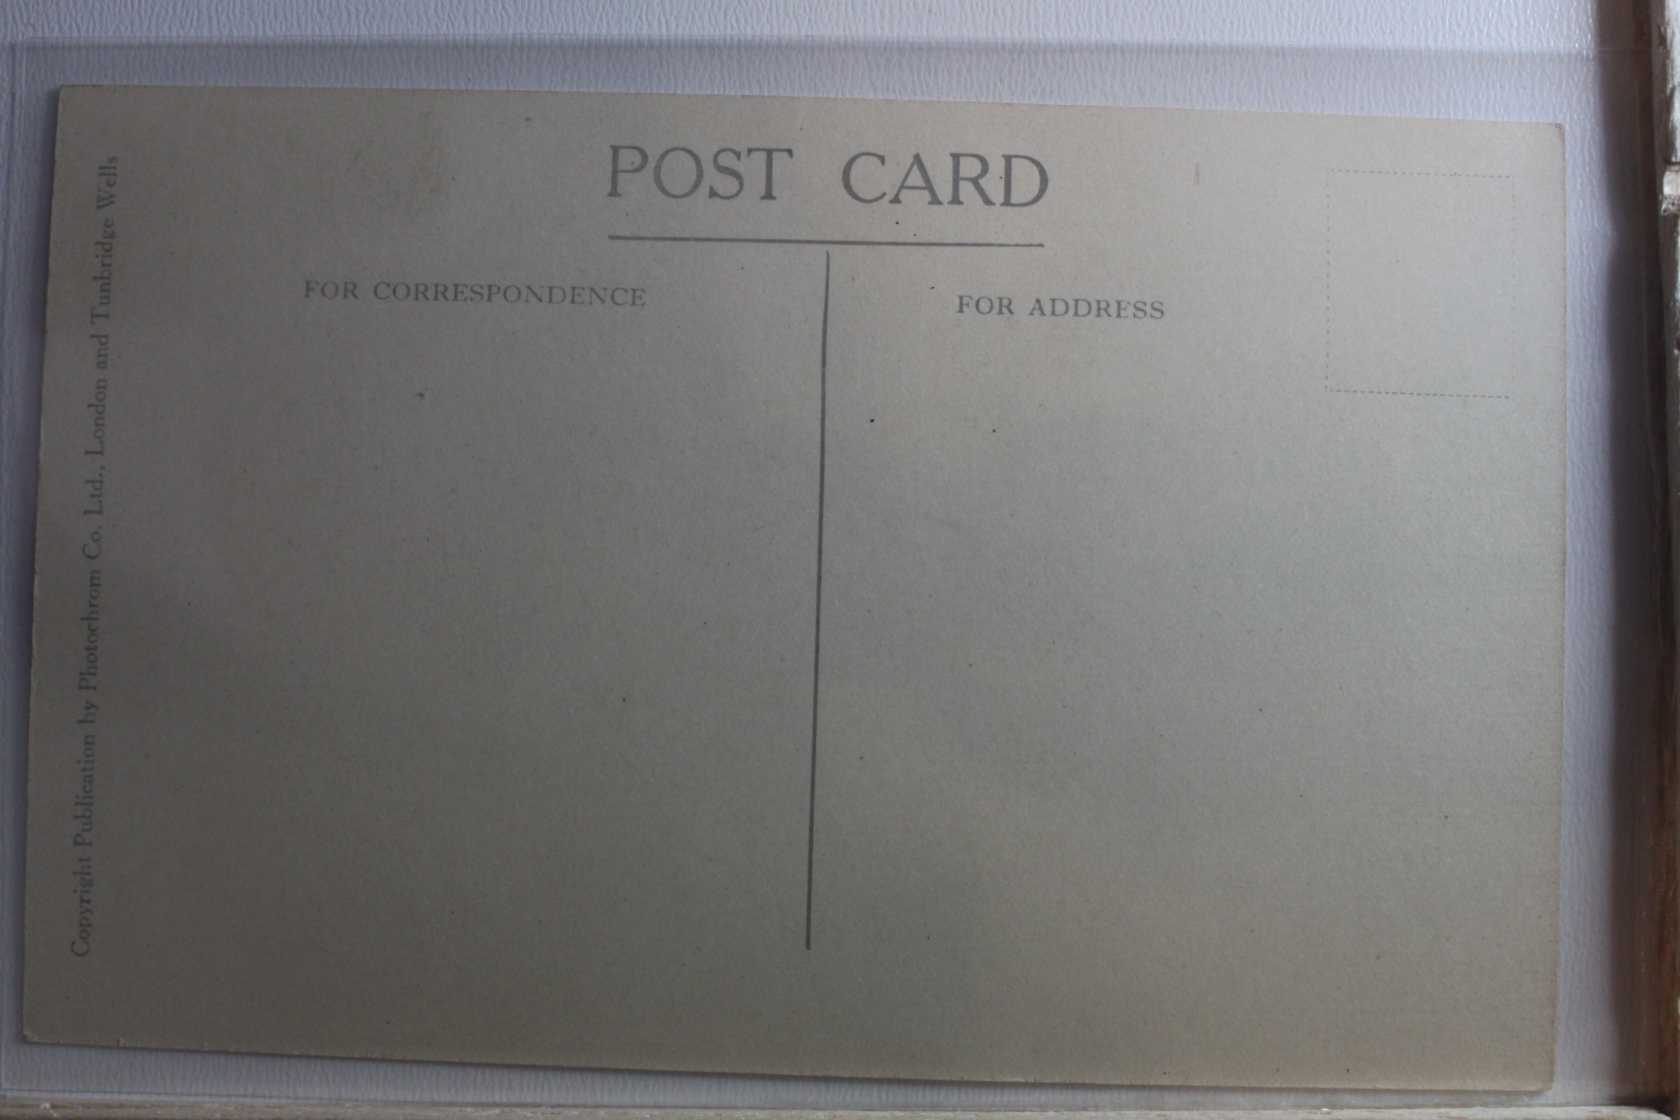 POST CARD
FOR CORRESPONDENCE
FOR ADDRESS
Copyright Publication by Photochrom Co. Ltd., London and Tunbridge Wells